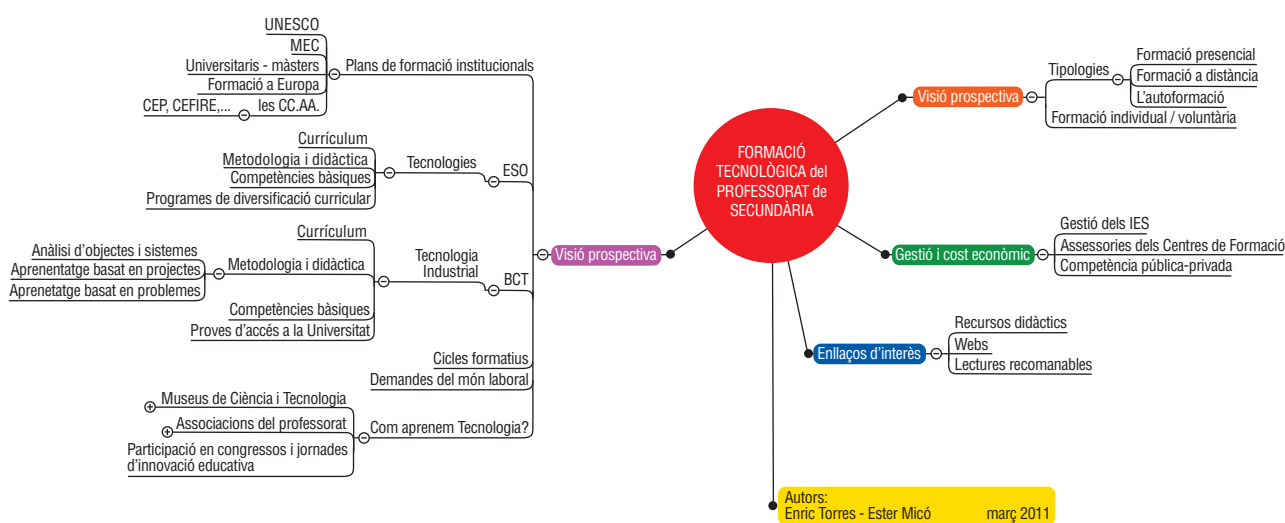 FORMACIÓ
TECNOLÒGICA del
PROFESSORAT de
SECUNDÀRIA
Visió prospectiva
Tipologies
Formació presencial
Formació a distància
L'autoformació
Formació individual / voluntària
Gestió i cost econòmic
Gestió dels IES
Assessories dels Centres de Formació
Competència pública-privada
Enllaços d'interès
Recursos didàctics
Webs
Lectures recomanables
Autors:
Enric Torres - Ester Micó març 2011
Visió prospectiva
Plans de formació institucionals
UNESCO
MEC
Universitaris - màsters
Formació a Europa
les CC.AA.
CEP, CEFIRE,...
ESO
Tecnologies
Currículum
Metodologia i didàctica
Competències bàsiques
Programes de diversificació curricular
BCT
Tecnologia
Industrial
Currículum
Metodologia i didàctica
Anàlisi d'objectes i sistemes
Aprenentatge basat en projectes
Aprenetatge basat en problemes
Competències bàsiques
Proves d'accés a la Universitat
Cicles formatius
Demandes del món laboral
Com aprenem Tecnologia?
Museus de Ciència i Tecnologia
Associacions del professorat
Participació en congressos i jornades
d'innovació educativa